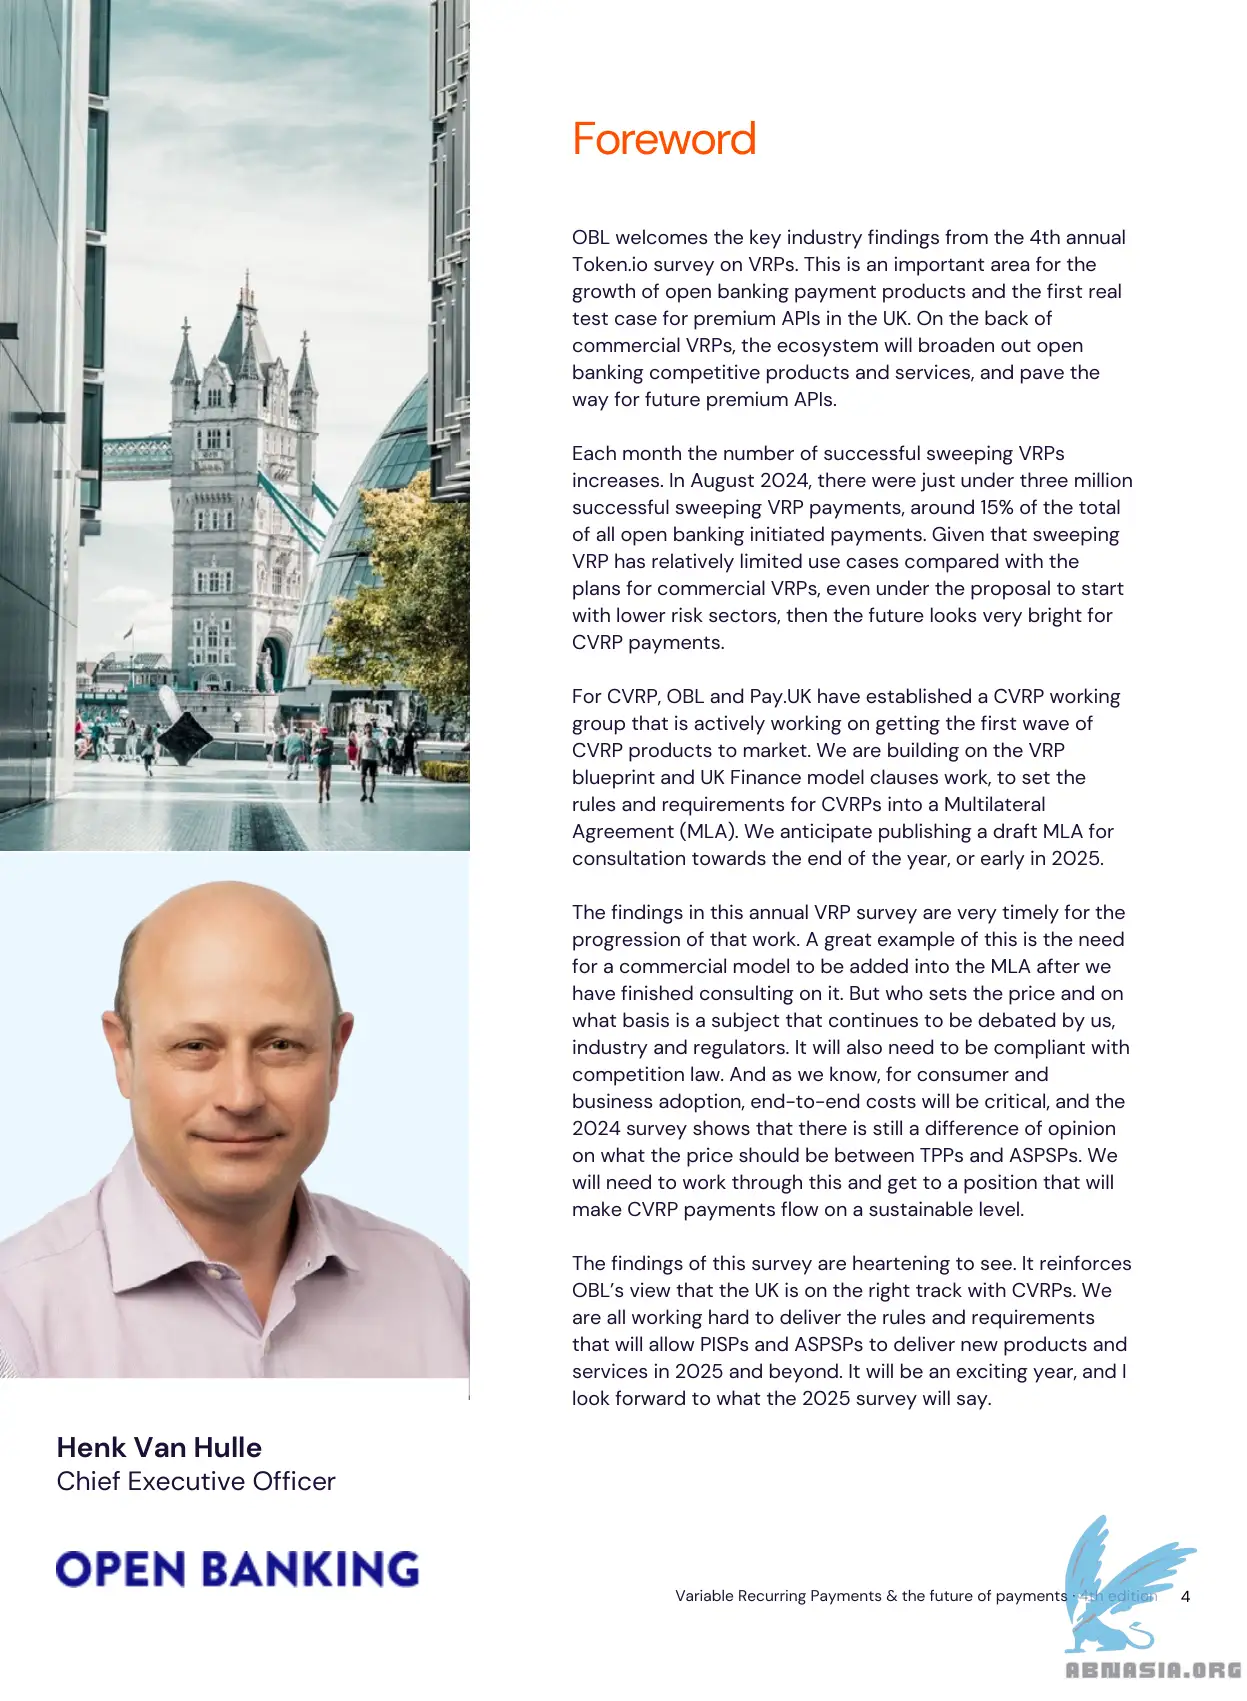 Foreword
OBL welcomes the key industry findings from the 4th annual
Token.io survey on VRPs. This is an important area for the
growth of open banking payment products and the first real
test case for premium APIs in the UK. On the back of
commercial VRPs, the ecosystem will broaden out open
banking competitive products and services, and pave the
way for future premium APIs.
Each month the number of successful sweeping VRPs
increases. In August 2024, there were just under three million
successful sweeping VRP payments, around 15% of the total
of all open banking initiated payments. Given that sweeping
VRP has relatively limited use cases compared with the
plans for commercial VRPs, even under the proposal to start
with lower risk sectors, then the future looks very bright for
CVRP payments.
For CVRP, OBL and Pay.UK have established a CVRP working
group that is actively working on getting the first wave of
CVRP products to market. We are building on the VRP
blueprint and UK Finance model clauses work, to set the
rules and requirements for CVRPs into a Multilateral
Agreement (MLA). We anticipate publishing a draft MLA for
consultation towards the end of the year, or early in 2025.
The findings in this annual VRP survey are very timely for the
progression of that work. A great example of this is the need
for a commercial model to be added into the MLA after we
have finished consulting on it. But who sets the price and on
what basis is a subject that continues to be debated by us,
industry and regulators. It will also need to be compliant with
competition law. And as we know, for consumer and
business adoption, end-to-end costs will be critical, and the
2024 survey shows that there is still a difference of opinion
on what the price should be between TPPs and ASPSPs. We
will need to work through this and get to a position that will
make CVRP payments flow on a sustainable level.
The findings of this survey are heartening to see. It reinforces
OBL’s view that the UK is on the right track with CVRPs. We
are all working hard to deliver the rules and requirements
that will allow PISPs and ASPSPs to deliver new products and
services in 2025 and beyond. It will be an exciting year, and I
look forward to what the 2025 survey will say.
Henk Van Hulle
Chief Executive Officer
OPEN BANKING
Variable Recurring Payments & the future of payments · 4th edition 4
ABNASIA.ORG